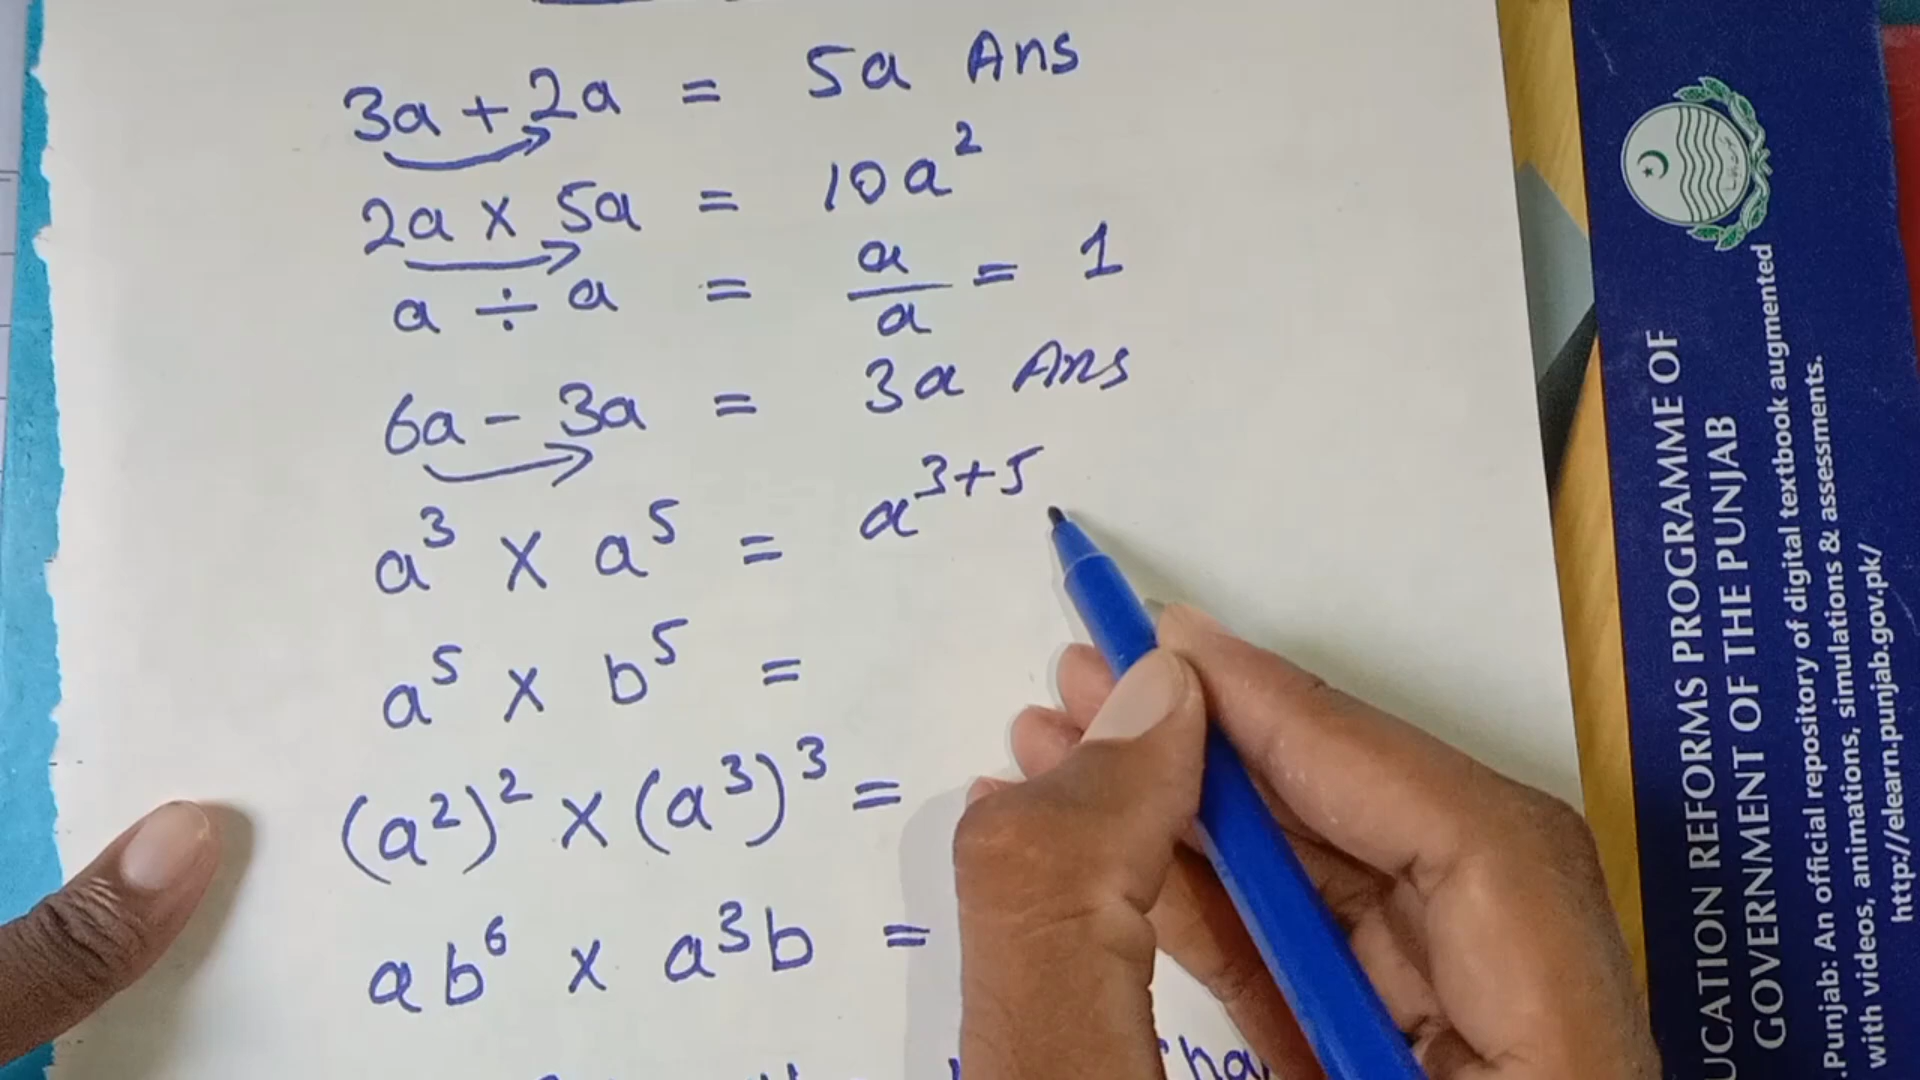 3a + 2a = 5a Ans
2a × 5a = 10a²
a ÷ a = a/a = 1
6a - 3a = 3a Ans
a³ × a⁵ = a³⁺⁵
a⁵ × b⁵ =
(a²)² × (a³)³ =
ab⁶ × a³b =
UCATION REFORMS PROGRAMME OF
GOVERNMENT OF THE PUNJAB
.Punjab: An official repository of digital textbook augmented
with videos, animations, simulations & assessments.
http://elearn.punjab.gov.pk/